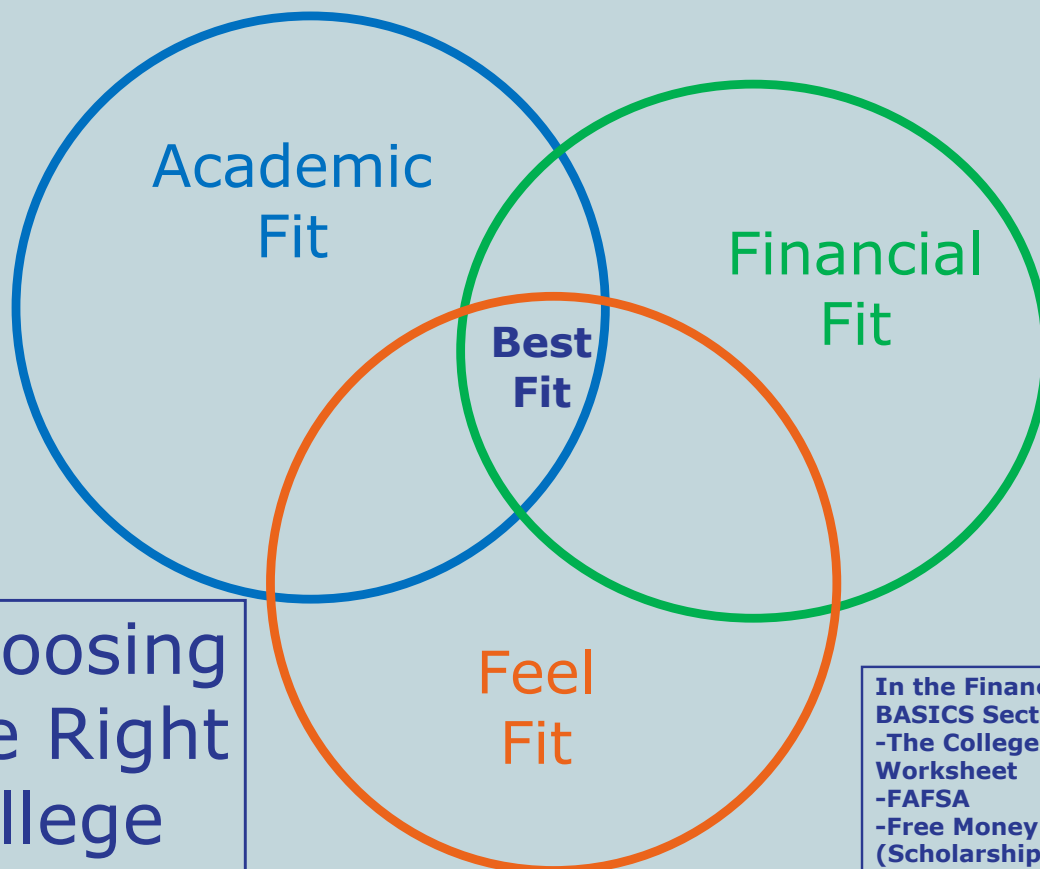 Academic
Fit
Financial
Fit
Best
Fit
Feel
Fit
oosing
e Right
llege
In the Financ
BASICS Sect
-The College
Worksheet
-FAFSA
-Free Money
(Scholarship